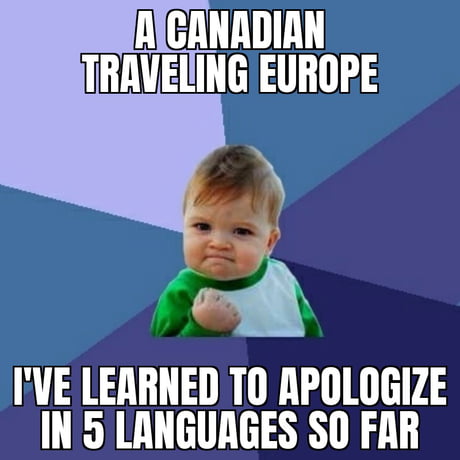 A CANADIAN
TRAVELING EUROPE
I'VE LEARNED TO APOLOGIZE
IN 5 LANGUAGES SO FAR